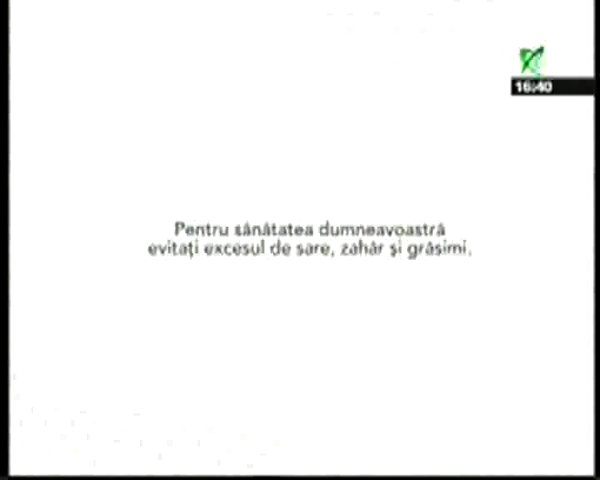 16:40
Pentru sănătatea dumneavoastră
evitați excesul de sare, zahăr și grăsimi.